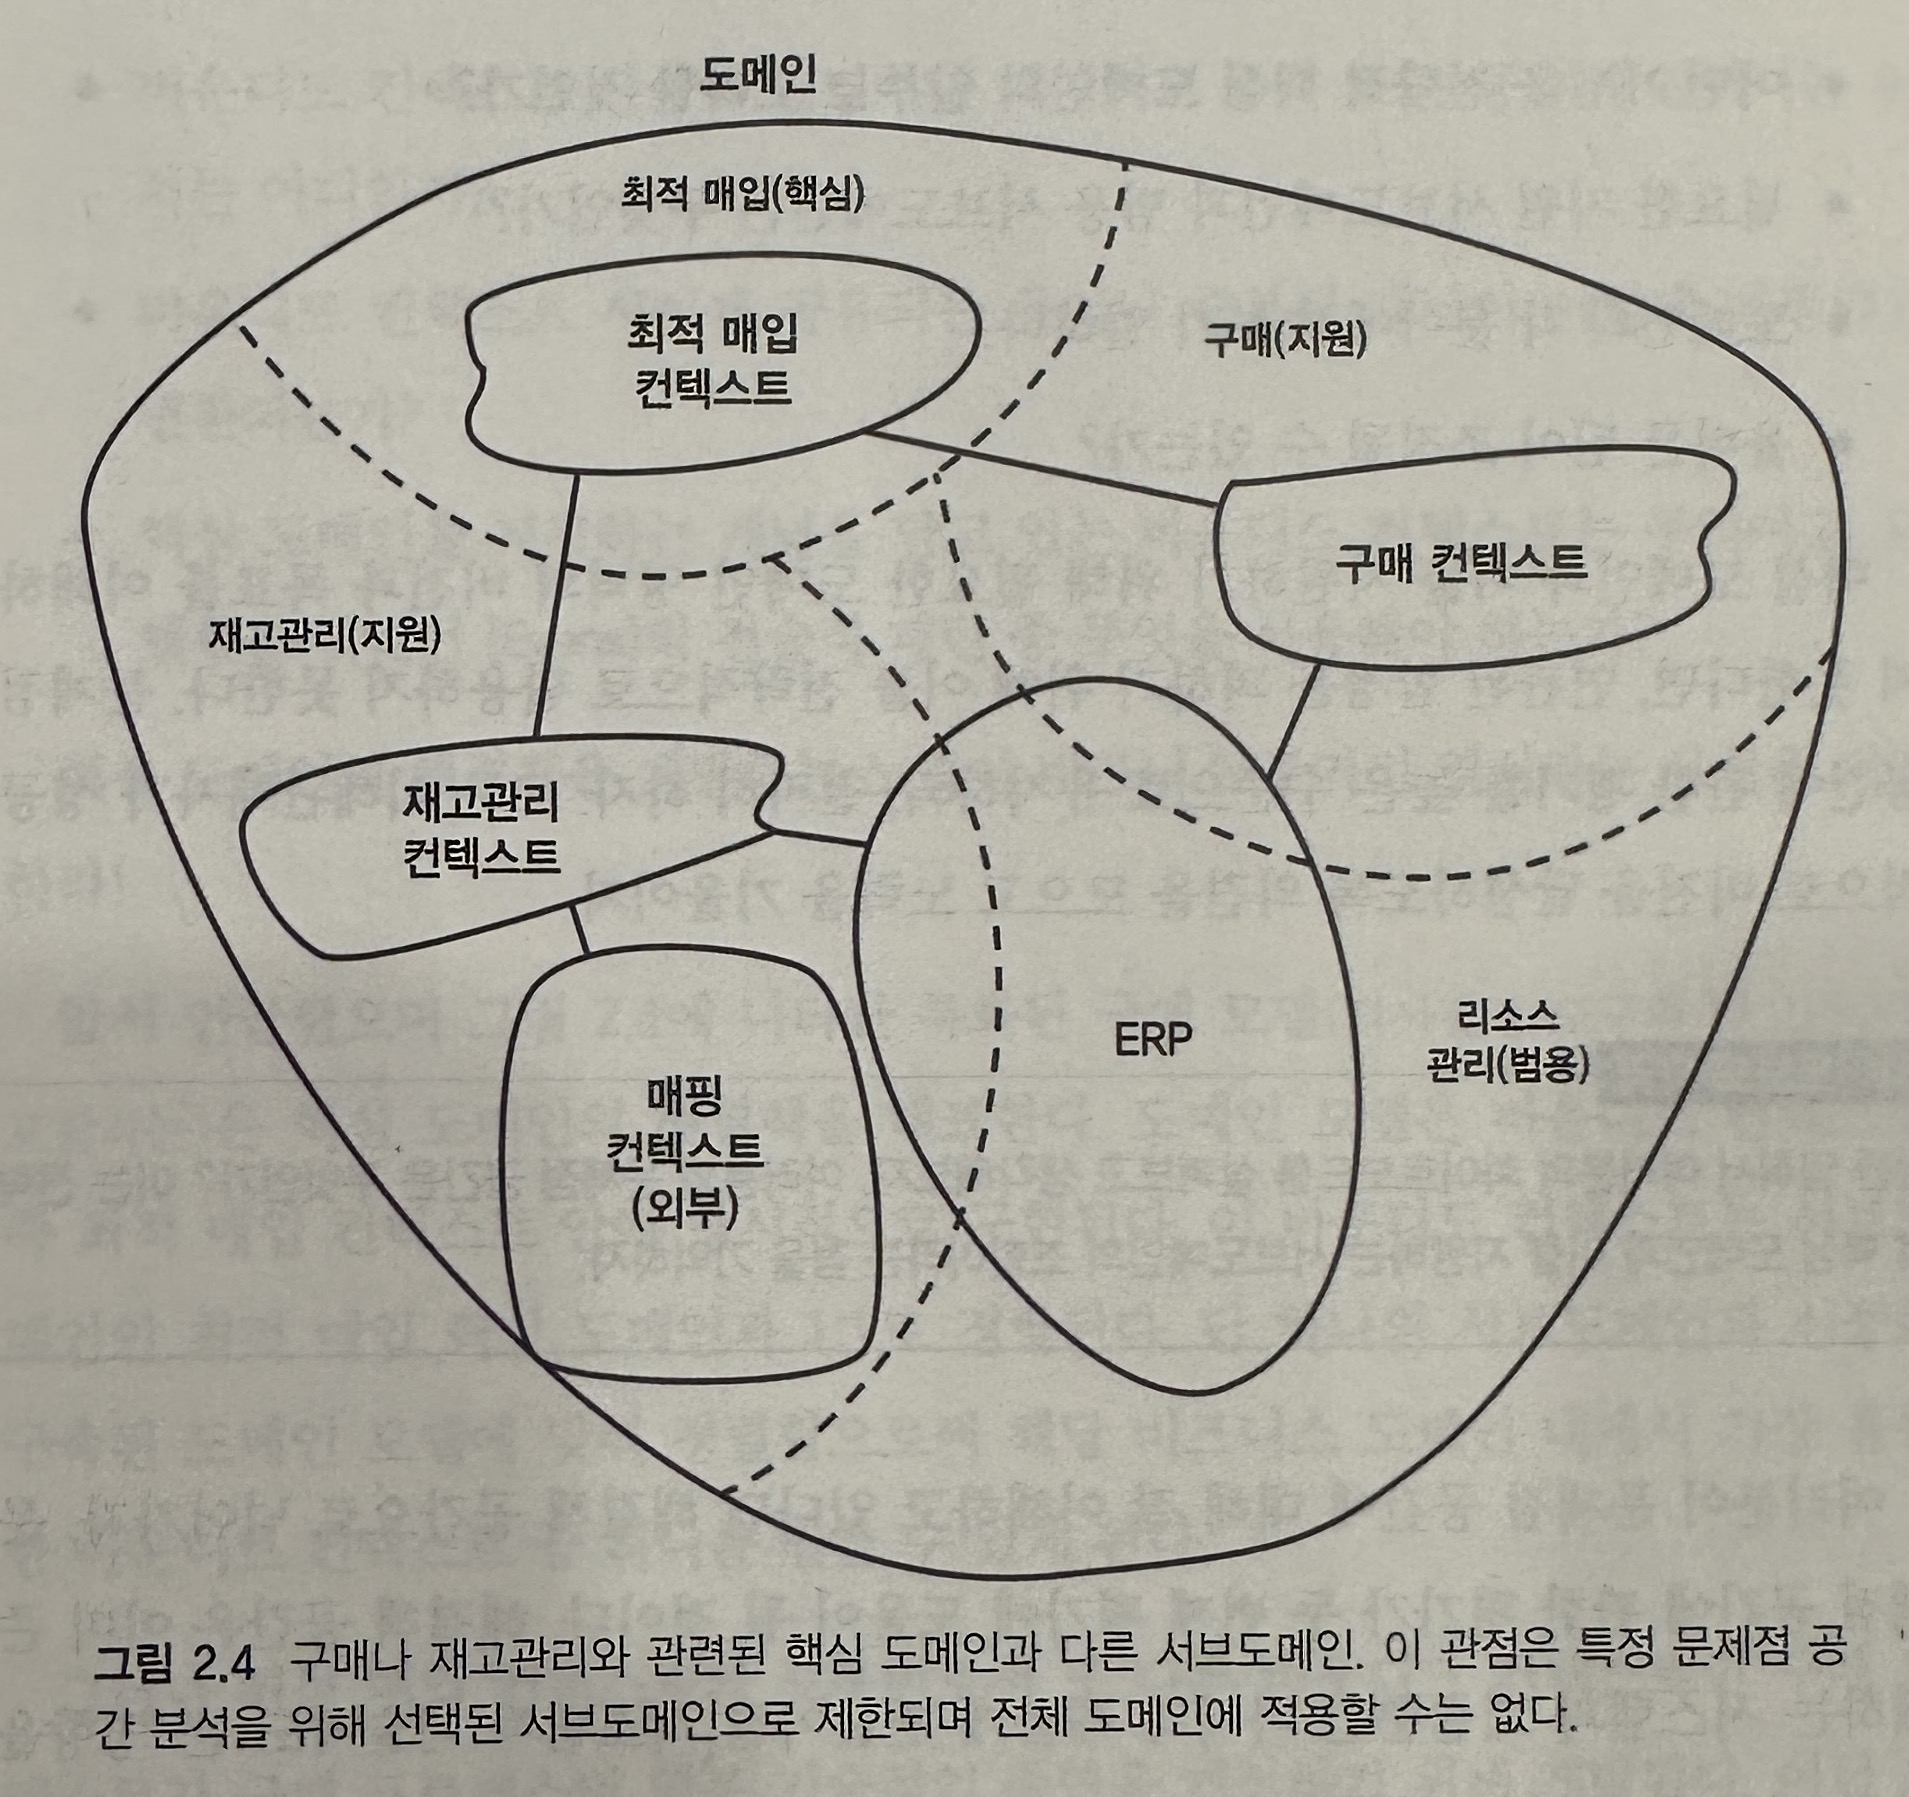 도메인
최적 매입(핵심)
최적 매입
컨텍스트
구매(지원)
구매 컨텍스트
재고관리(지원)
재고관리
컨텍스트
매핑
컨텍스트
(외부)
ERP
리소스
관리(범용)
그림 2.4 구매나 재고관리와 관련된 핵심 도메인과 다른 서브도메인. 이 관점은 특정 문제점 공
간 분석을 위해 선택된 서브도메인으로 제한되며 전체 도메인에 적용할 수는 없다.